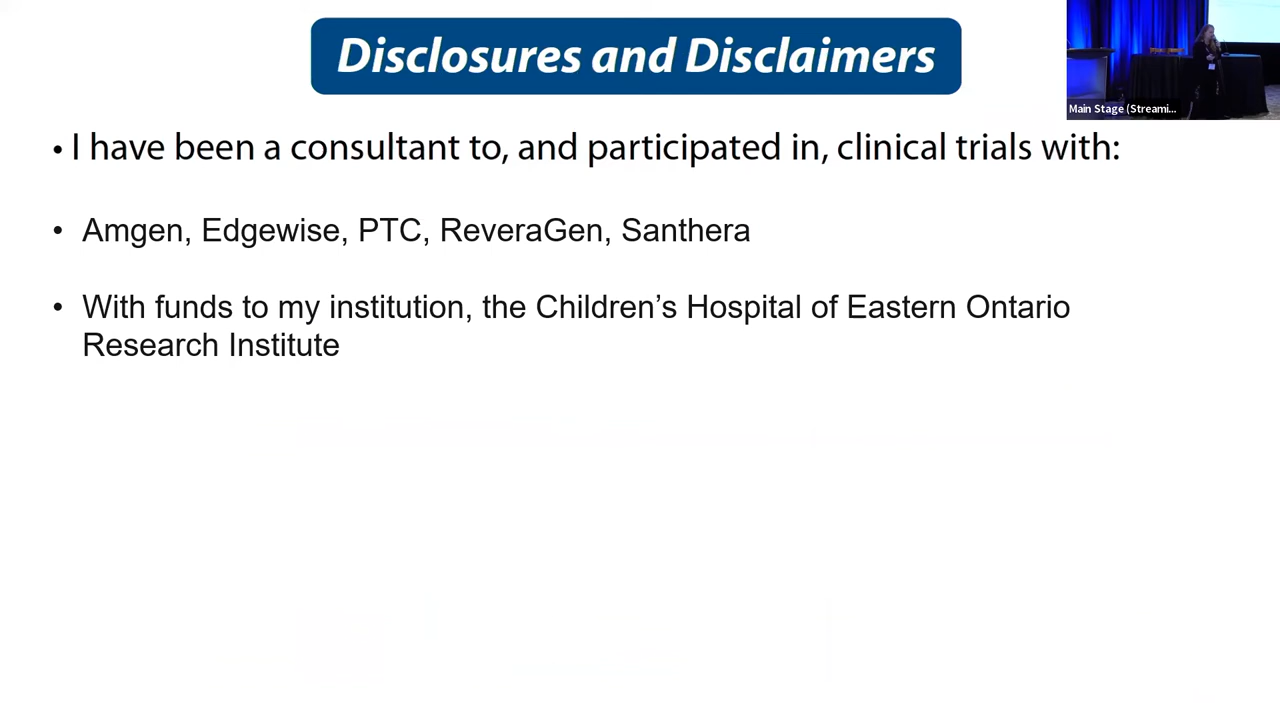 Disclosures and Disclaimers
Main Stage (Streami...
• I have been a consultant to, and participated in, clinical trials with:
• Amgen, Edgewise, PTC, ReveraGen, Santhera
• With funds to my institution, the Children’s Hospital of Eastern Ontario
Research Institute